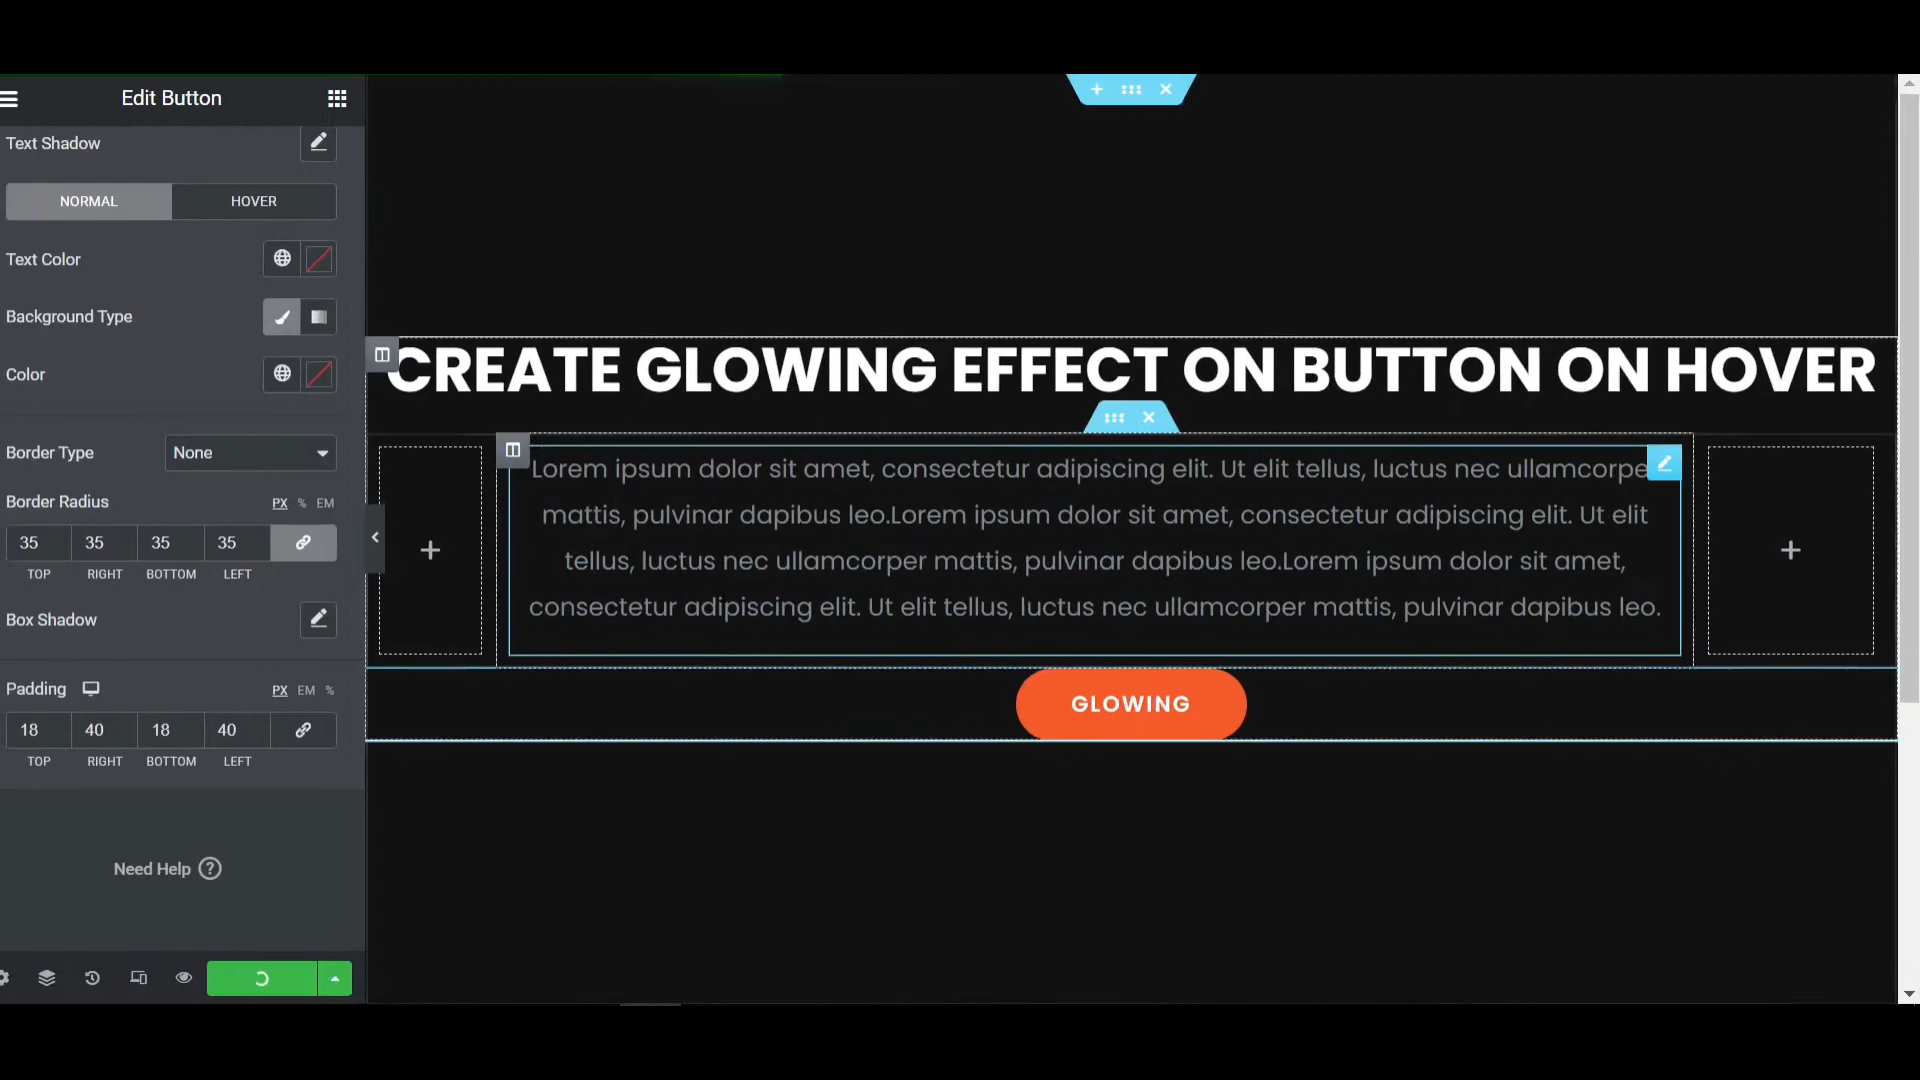 Edit Button
Text Shadow
NORMAL HOVER
Text Color
Background Type
Color
Border Type None
Border Radius PX % EM
35 35 35 35
TOP RIGHT BOTTOM LEFT
Box Shadow
Padding PX EM %
18 40 18 40
TOP RIGHT BOTTOM LEFT
Need Help ?
CREATE GLOWING EFFECT ON BUTTON ON HOVER
Lorem ipsum dolor sit amet, consectetur adipiscing elit. Ut elit tellus, luctus nec ullamcorpe
mattis, pulvinar dapibus leo.Lorem ipsum dolor sit amet, consectetur adipiscing elit. Ut elit
tellus, luctus nec ullamcorper mattis, pulvinar dapibus leo.Lorem ipsum dolor sit amet,
consectetur adipiscing elit. Ut elit tellus, luctus nec ullamcorper mattis, pulvinar dapibus leo.
GLOWING